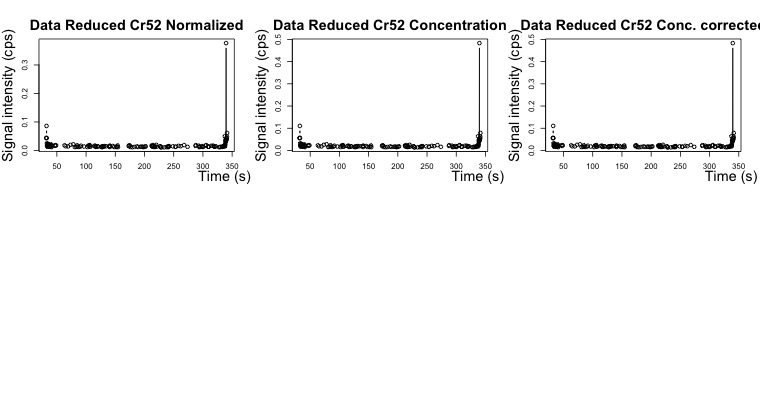 Data Reduced Cr52 Normalized
Signal intensity (cps)
0.0 0.1 0.2 0.3
50 100 150 200 250 300 350
Time (s)
Data Reduced Cr52 Concentration
Signal intensity (cps)
0.0 0.1 0.2 0.3 0.4 0.5
50 100 150 200 250 300 350
Time (s)
Data Reduced Cr52 Conc. corrected
Signal intensity (cps)
0.0 0.1 0.2 0.3 0.4 0.5
50 100 150 200 250 300 350
Time (s)